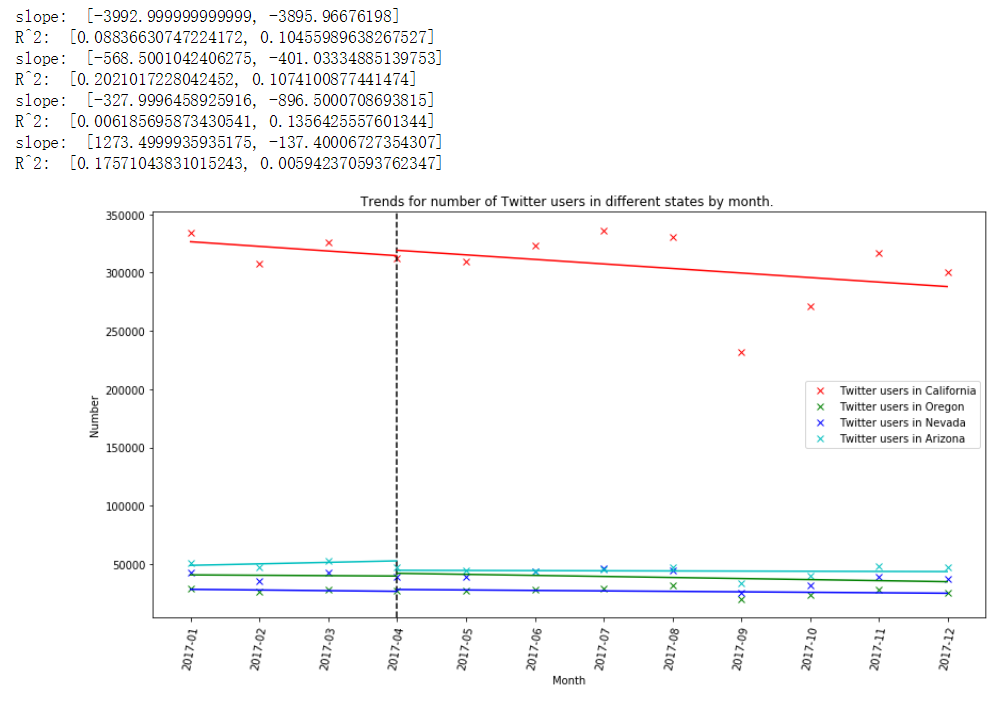 slope:  [-3992.999999999999, -3895.96676198]
R^2:  [0.08836630747224172, 0.10455989638267527]
slope:  [-568.5001042406275, -401.03334885139753]
R^2:  [0.2021017228042452, 0.1074100877441474]
slope:  [-327.9996458925916, -896.5000708693815]
R^2:  [0.006185695873430541, 0.1356425557601344]
slope:  [1273.4999935935175, -137.40006727354307]
R^2:  [0.17571043831015243, 0.005942370593762347]
Trends for number of Twitter users in different states by month.
350000
300000
250000
200000
150000
100000
50000
Number
Twitter users in California
Twitter users in Oregon
Twitter users in Nevada
Twitter users in Arizona
2017-01
2017-02
2017-03
2017-04
2017-05
2017-06
2017-07
2017-08
2017-09
2017-10
2017-11
2017-12
Month